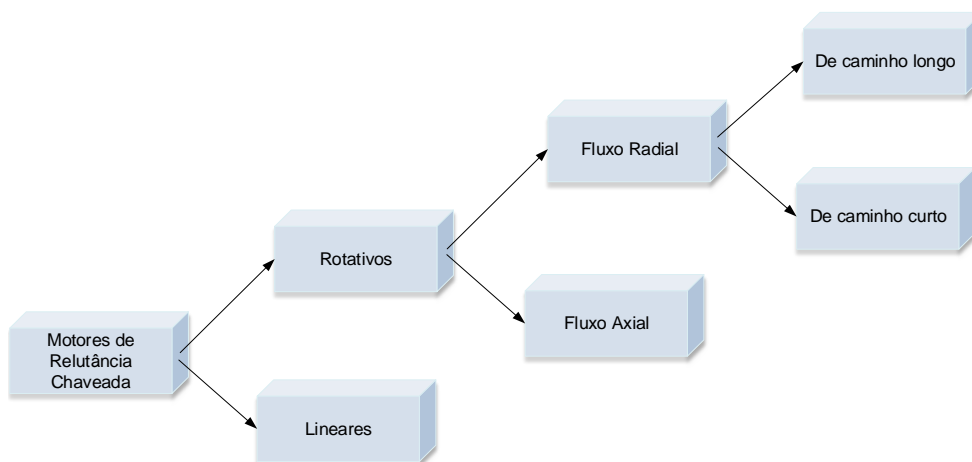 De caminho longo
Fluxo Radial
De caminho curto
Rotativos
Fluxo Axial
Motores de
Relutância
Chaveada
Lineares